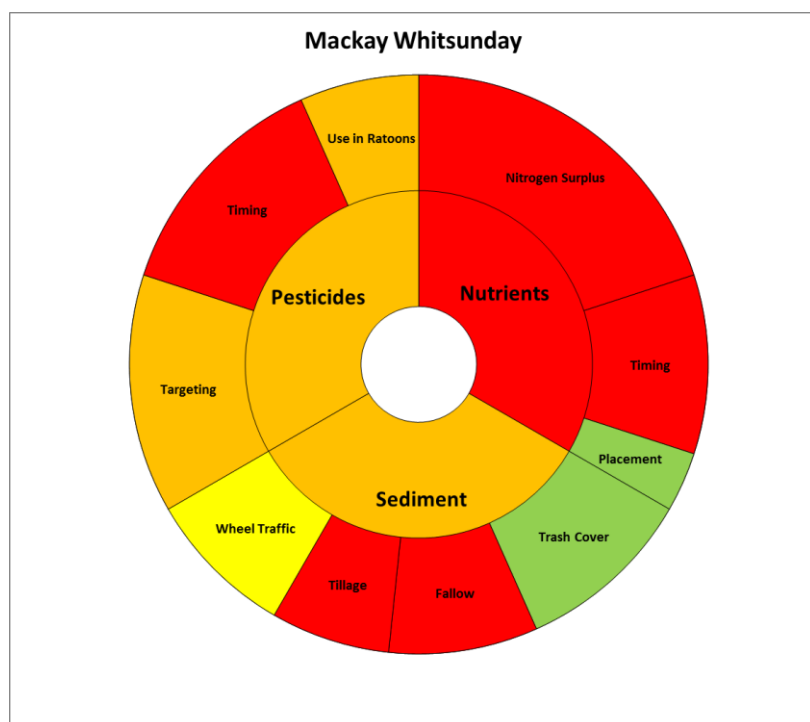 Mackay Whitsunday
Use in Ratoons
Nitrogen Surplus
Timing
Pesticides
Nutrients
Timing
Targeting
Placement
Sediment
Wheel Traffic
Trash Cover
Tillage
Fallow